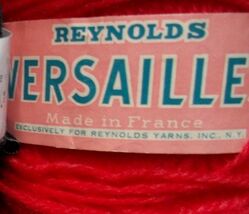 REYNOLDS
VERSAILLE
Made in France
EXCLUSIVELY FOR REYNOLDS YARNS, INC. N.Y.